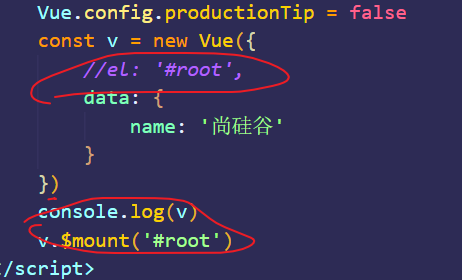 Vue.config.productionTip = false
const v = new Vue({
//el: '#root',
data: {
name: '尚硅谷'
}
})
console.log(v)
v.$mount('#root')
</script>